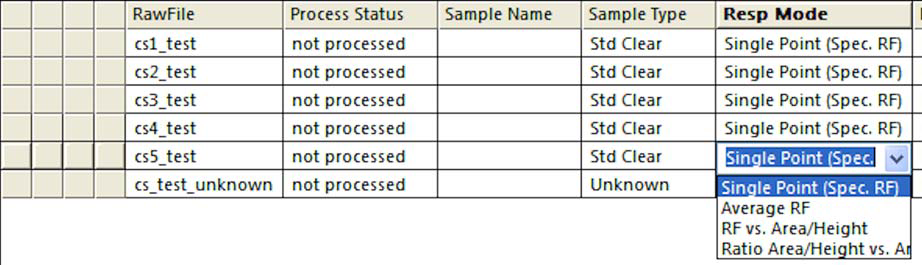 RawFile Process Status Sample Name Sample Type Resp Mode
cs1_test not processed Std Clear Single Point (Spec. RF)
cs2_test not processed Std Clear Single Point (Spec. RF)
cs3_test not processed Std Clear Single Point (Spec. RF)
cs4_test not processed Std Clear Single Point (Spec. RF)
cs5_test not processed Std Clear Single Point (Spec.
cs_test_unknown not processed Unknown Single Point (Spec. RF)
Average RF
RF vs. Area/Height
Ratio Area/Height vs. Ar